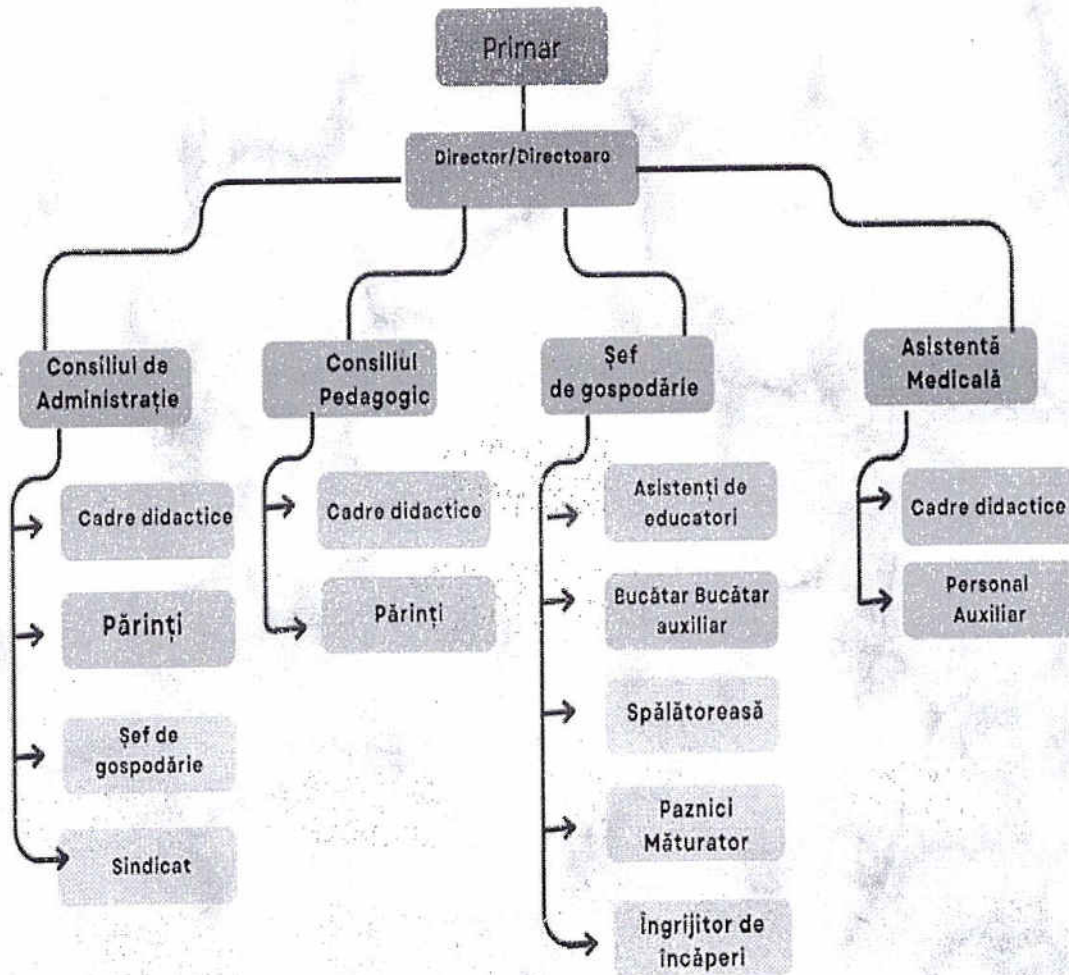 Primar
Director/Directoaro
Consiliul de
Administrație
Consiliul
Pedagogic
Șef
de gospodărie
Asistentă
Medicală
Cadre didactice
Părinți
Șef de
gospodărie
Sindicat
Cadre didactice
Părinți
Asistenți de
educatori
Bucătar Bucătar
auxiliar
Spălătoreasă
Paznici
Măturator
Îngrijitor de
încăperi
Cadre didactice
Personal
Auxiliar